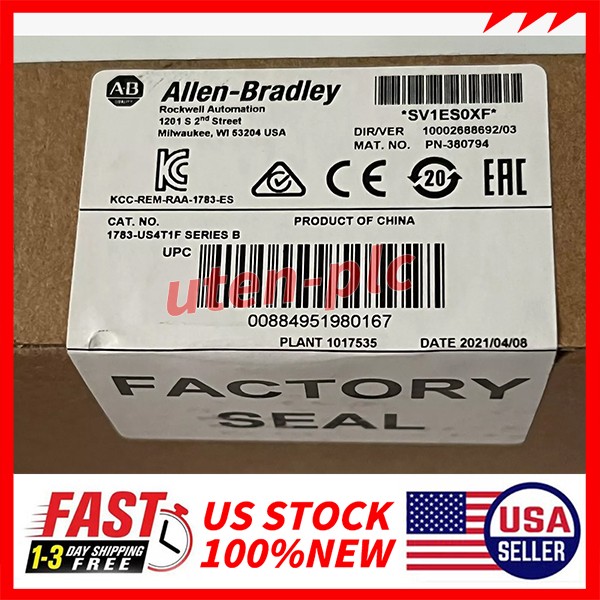 AB
QUALITY
Allen-Bradley
Rockwell Automation
1201 S 2nd Street
Milwaukee, WI 53204 USA
*SV1ES0XF*
DIR/VER 10002688692/03
MAT. NO. PN-380794
KCC-REM-RAA-1783-ES
CE
20
EAC
CAT. NO. PRODUCT OF CHINA
1783-US4T1F SERIES B
UPC
uten-plc
00884951980167
PLANT 1017535 DATE 2021/04/08
FACTORY
SEAL
FAST
1-3 DAY SHIPPING
FREE
US STOCK
100%NEW
USA
SELLER